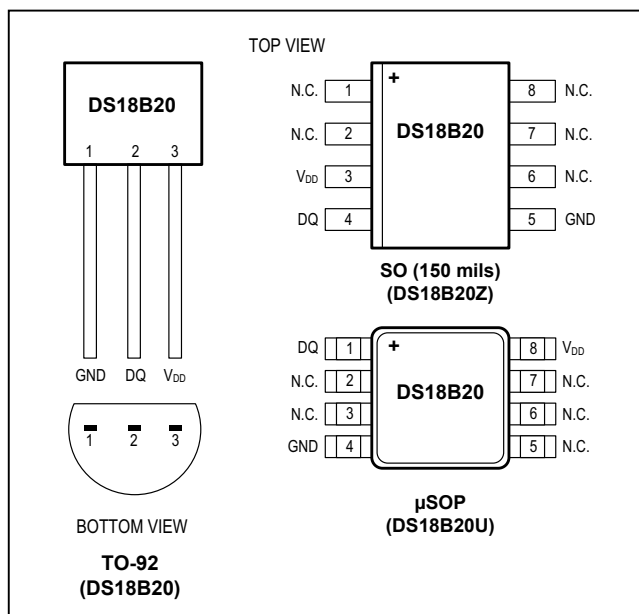 TOP VIEW
DS18B20
1 2 3
GND DQ VDD
1 2 3
BOTTOM VIEW
TO-92
(DS18B20)
+
DS18B20
N.C. 1 8 N.C.
N.C. 2 7 N.C.
VDD 3 6 N.C.
DQ 4 5 GND
SO (150 mils)
(DS18B20Z)
+
DS18B20
DQ 1 8 VDD
N.C. 2 7 N.C.
N.C. 3 6 N.C.
GND 4 5 N.C.
µSOP
(DS18B20U)